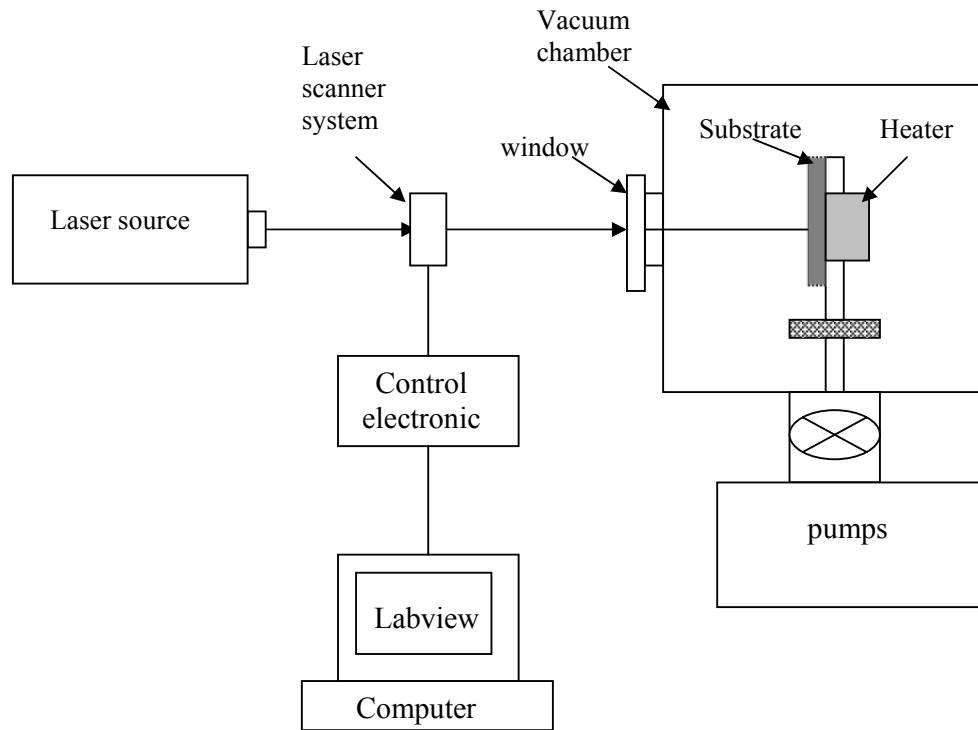 Vacuum
chamber
Laser
scanner
system
Substrate
Heater
window
Laser source
Control
electronic
pumps
Labview
Computer